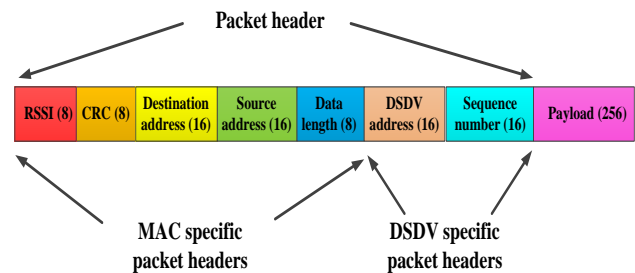 Packet header
RSSI (8)
CRC (8)
Destination
address (16)
Source
address (16)
Data
length (8)
DSDV
address (16)
Sequence
number (16)
Payload (256)
MAC specific
packet headers
DSDV specific
packet headers